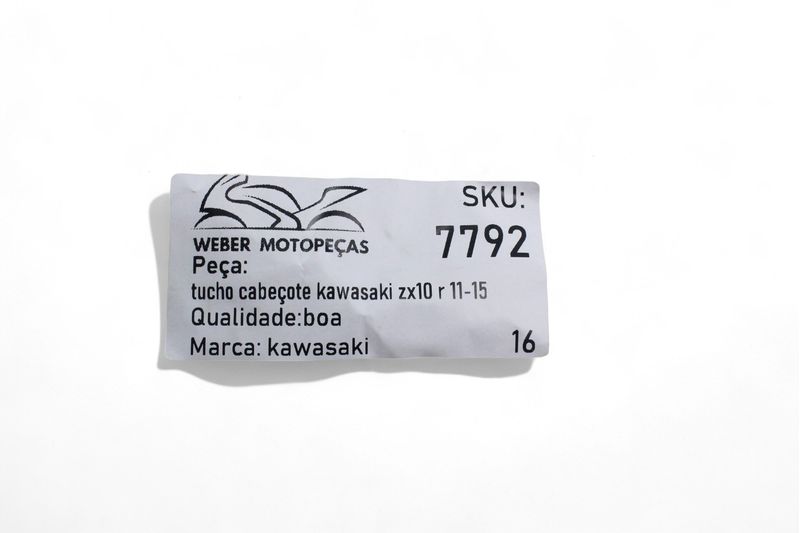 SKU:
7792
WEBER MOTOPEÇAS
Peça:
tucho cabeçote kawasaki zx10 r 11-15
Qualidade:boa
Marca: kawasaki
16